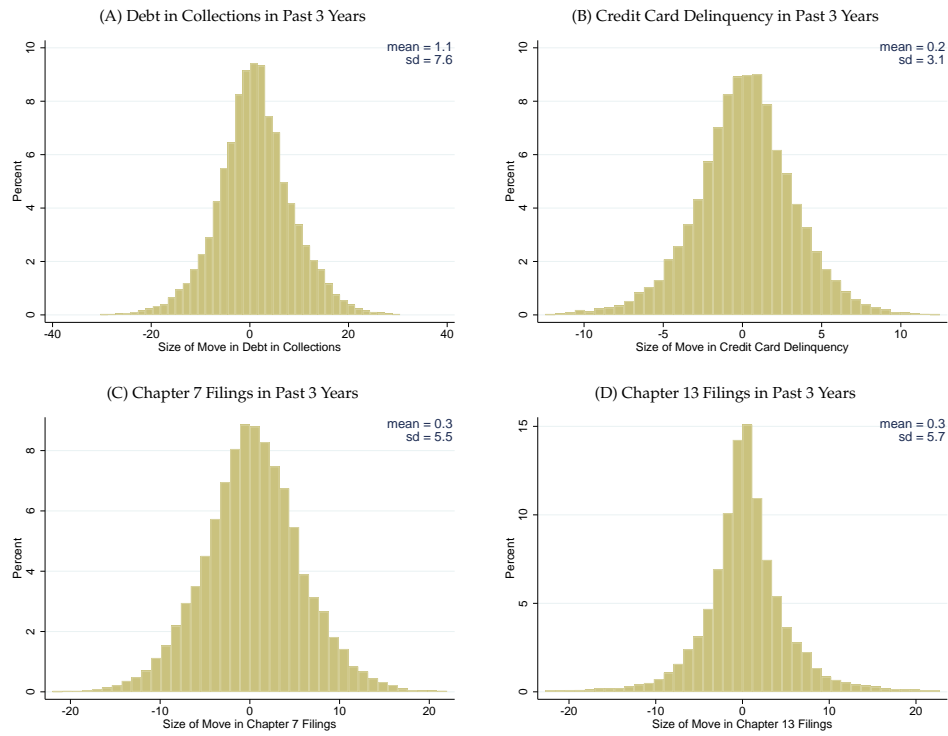 (A) Debt in Collections in Past 3 Years
mean = 1.1
sd = 7.6
Percent
0
2
4
6
8
10
-40
-20
0
20
40
Size of Move in Debt in Collections
(B) Credit Card Delinquency in Past 3 Years
mean = 0.2
sd = 3.1
Percent
0
2
4
6
8
10
-10
-5
0
5
10
Size of Move in Credit Card Delinquency
(C) Chapter 7 Filings in Past 3 Years
mean = 0.3
sd = 5.5
Percent
0
2
4
6
8
-20
-10
0
10
20
Size of Move in Chapter 7 Filings
(D) Chapter 13 Filings in Past 3 Years
mean = 0.3
sd = 5.7
Percent
0
5
10
15
-20
-10
0
10
20
Size of Move in Chapter 13 Filings